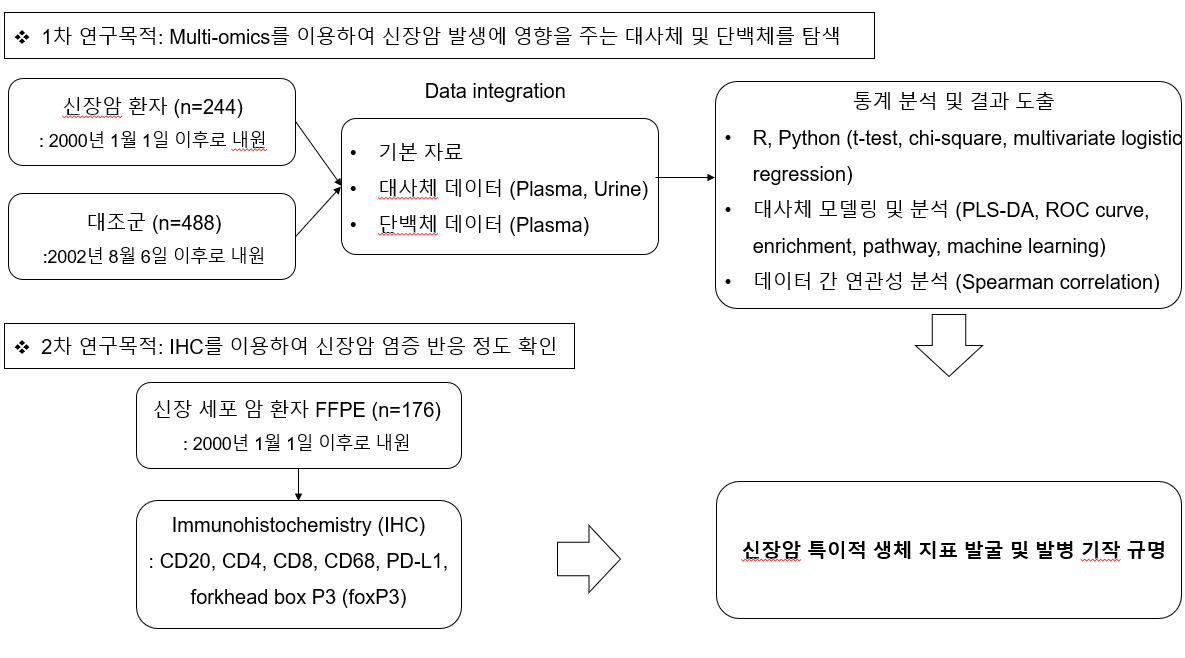 ❖ 1차 연구목적: Multi-omics를 이용하여 신장암 발생에 영향을 주는 대사체 및 단백체를 탐색
신장암 환자 (n=244)
: 2000년 1월 1일 이후로 내원
대조군 (n=488)
:2002년 8월 6일 이후로 내원
Data integration
• 기본 자료
• 대사체 데이터 (Plasma, Urine)
• 단백체 데이터 (Plasma)
통계 분석 및 결과 도출
• R, Python (t-test, chi-square, multivariate logistic
regression)
• 대사체 모델링 및 분석 (PLS-DA, ROC curve,
enrichment, pathway, machine learning)
• 데이터 간 연관성 분석 (Spearman correlation)
❖ 2차 연구목적: IHC를 이용하여 신장암 염증 반응 정도 확인
신장 세포 암 환자 FFPE (n=176)
: 2000년 1월 1일 이후로 내원
Immunohistochemistry (IHC)
: CD20, CD4, CD8, CD68, PD-L1,
forkhead box P3 (foxP3)
신장암 특이적 생체 지표 발굴 및 발병 기작 규명